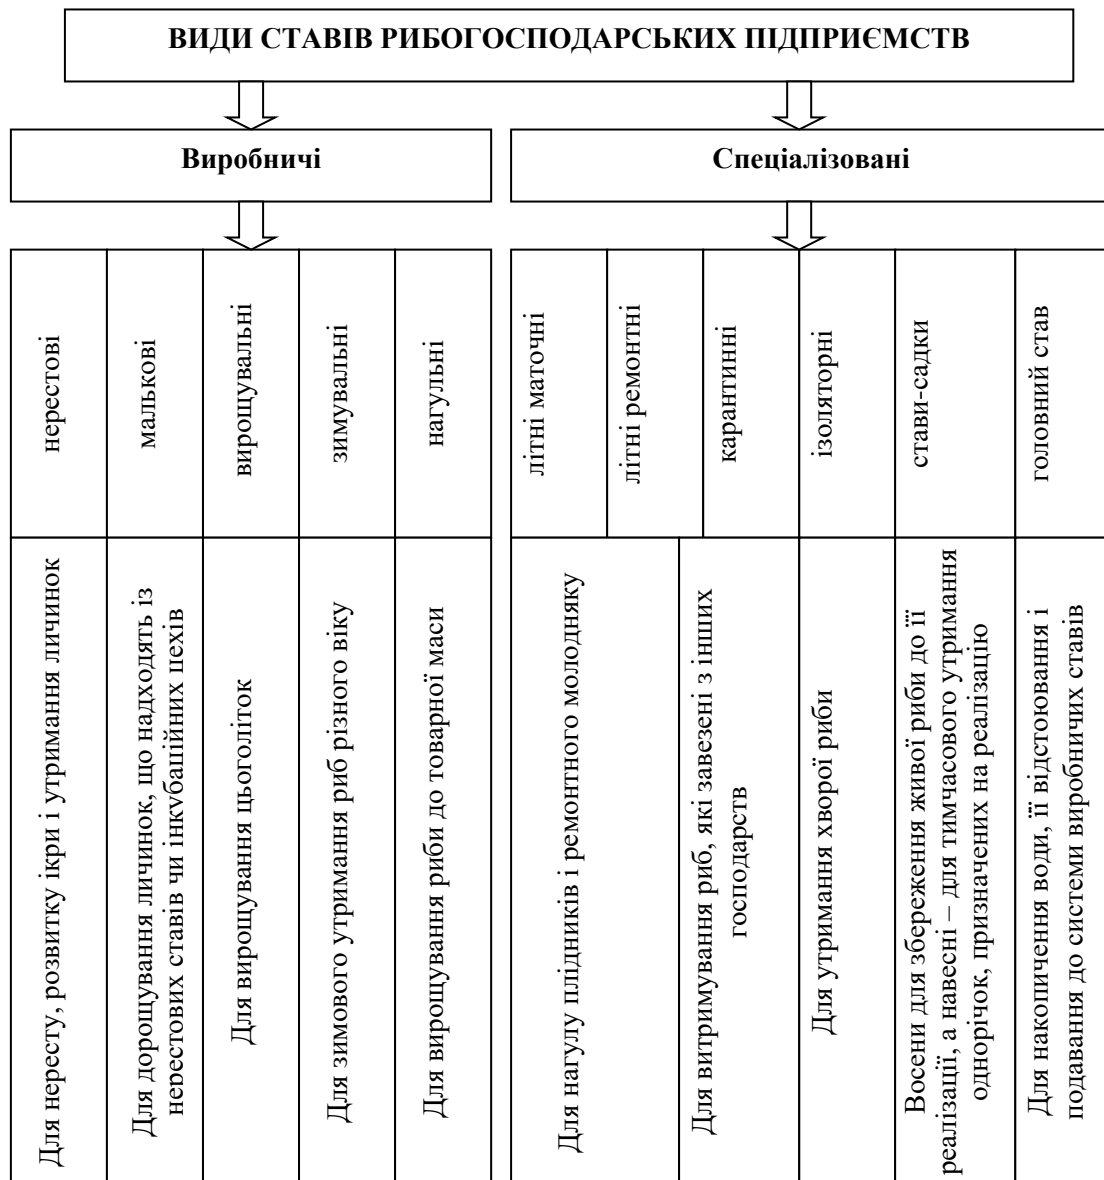 ВИДИ СТАВІВ РИБОГОСПОДАРСЬКИХ ПІДПРИЄМСТВ
Виробничі
Спеціалізовані
нерестові
малькові
вирощувальні
зимувальні
нагульні
літні маточні
літні ремонтні
карантинні
ізоляторні
стави-садки
головний став
Для нересту, розвитку ікри і утримання личинок
Для дорощування личинок, що надходять із
нерестових ставів чи інкубаційних цехів
Для вирощування цьоголіток
Для зимового утримання риб різного віку
Для вирощування риби до товарної маси
Для нагулу плідників і ремонтного молодняку
Для витримування риб, які завезені з інших
господарств
Для утримання хворої риби
Восени для збереження живої риби до її
реалізації, а навесні – для тимчасового утримання
однорічок, призначених на реалізацію
Для накопичення води, її відстоювання і
подавання до системи виробничих ставів